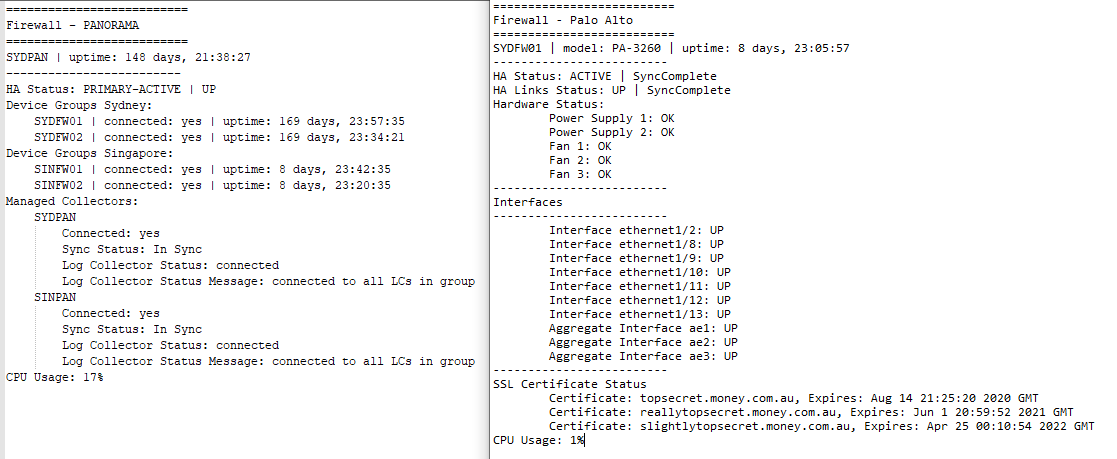 ==========================
Firewall - PANORAMA
==========================
SYDPAN | uptime: 148 days, 21:38:27
-------------------------
HA Status: PRIMARY-ACTIVE | UP
Device Groups Sydney:
    SYDFW01 | connected: yes | uptime: 169 days, 23:57:35
    SYDFW02 | connected: yes | uptime: 169 days, 23:34:21
Device Groups Singapore:
    SINFW01 | connected: yes | uptime: 8 days, 23:42:35
    SINFW02 | connected: yes | uptime: 8 days, 23:20:35
Managed Collectors:
    SYDPAN
        Connected: yes
        Sync Status: In Sync
        Log Collector Status: connected
        Log Collector Status Message: connected to all LCs in group
    SINPAN
        Connected: yes
        Sync Status: In Sync
        Log Collector Status: connected
        Log Collector Status Message: connected to all LCs in group
CPU Usage: 17%
==========================
Firewall - Palo Alto
==========================
SYDFW01 | model: PA-3260 | uptime: 8 days, 23:05:57
-------------------------
HA Status: ACTIVE | SyncComplete
HA Links Status: UP | SyncComplete
Hardware Status:
        Power Supply 1: OK
        Power Supply 2: OK
        Fan 1: OK
        Fan 2: OK
        Fan 3: OK
-------------------------
Interfaces
-------------------------
        Interface ethernet1/2: UP
        Interface ethernet1/8: UP
        Interface ethernet1/9: UP
        Interface ethernet1/10: UP
        Interface ethernet1/11: UP
        Interface ethernet1/12: UP
        Interface ethernet1/13: UP
        Aggregate Interface ae1: UP
        Aggregate Interface ae2: UP
        Aggregate Interface ae3: UP
-------------------------
SSL Certificate Status
        Certificate: topsecret.money.com.au, Expires: Aug 14 21:25:20 2020 GMT
        Certificate: reallytopsecret.money.com.au, Expires: Jun 1 20:59:52 2021 GMT
        Certificate: slightlytopsecret.money.com.au, Expires: Apr 25 00:10:54 2022 GMT
CPU Usage: 1%